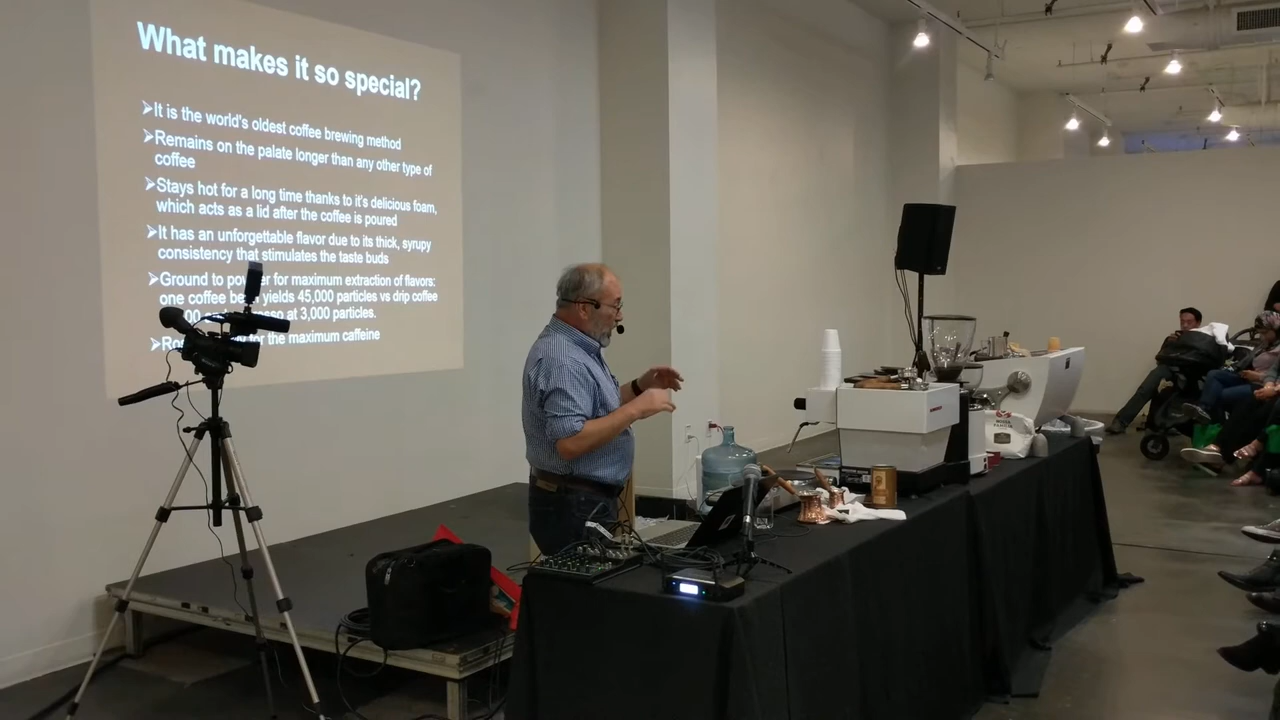 What makes it so special?
➢It is the world's oldest coffee brewing method
➢Remains on the palate longer than any other type of
coffee
➢Stays hot for a long time thanks to it's delicious foam,
which acts as a lid after the coffee is poured
➢It has an unforgettable flavor due to its thick, syrupy
consistency that stimulates the taste buds
➢Ground to powder for maximum extraction of flavors:
one coffee bean yields 45,000 particles vs drip coffee
at 3,000 particles.
for the maximum caffeine